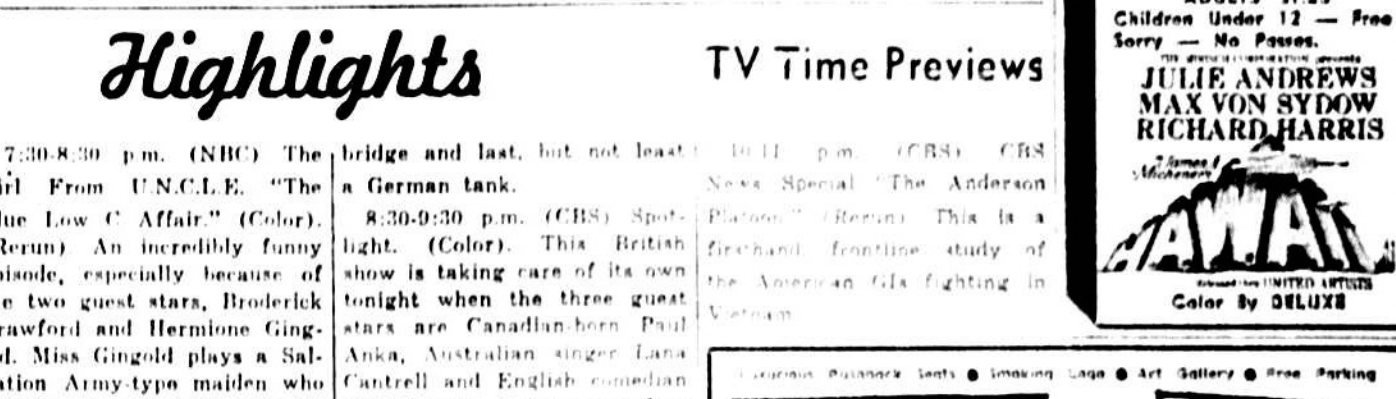 Highlights
TV Time Previews
7:30-8:30 p.m. (NBC) The
irl From U.N.C.L.E. "The
lue Low C Affair." (Color).
Rerun) An incredibly funny
pisode, especially because of
e two guest stars, Broderick
rawford and Hermione Ging-
d. Miss Gingold plays a Sal-
ation Army-type maiden who
bridge and last, but not least
a German tank.
8:30-9:30 p.m. (CBS) Spot-
light. (Color). This British
show is taking care of its own
tonight when the three guest
stars are Canadian-born Paul
Anka, Australian singer Lana
Cantrell and English comedian
10-11 p.m. (CBS) CBS
News Special "The Anderson
Platoon" (Rerun) This is a
firsthand, frontline study of
the American GIs fighting in
Vietnam
Children Under 12 — Free
Sorry — No Passes.
JULIE ANDREWS
MAX VON SYDOW
RICHARD HARRIS
HAWAII
UNITED ARTISTS
Color By DELUXE
Seats ● Smoking Loge ● Art Gallery ● Free Parking